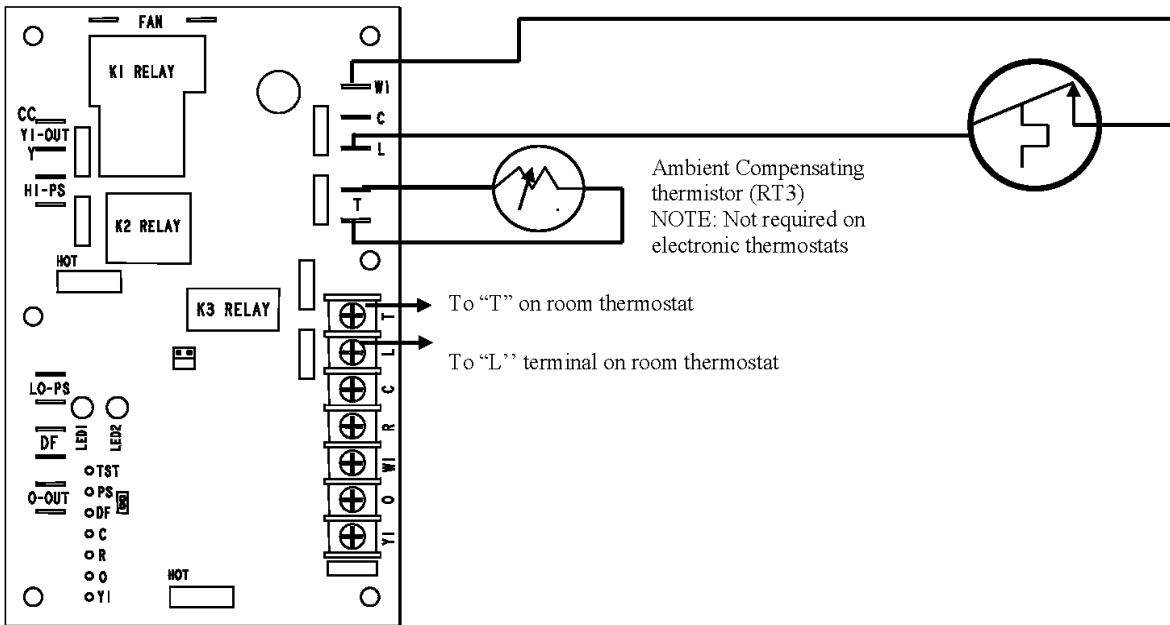 FAN
K1 RELAY
W1
CC
C
Y1-OUT
Y
L
HI-PS
T
K2 RELAY
Ambient Compensating
thermistor (RT3)
NOTE: Not required on
electronic thermostats
HOT
K3 RELAY
T
To “T” on room thermostat
L
To “L’’ terminal on room thermostat
LO-PS
C
LED1
LED2
R
DF
W1
TST
O-OUT
PS
O
DF
C
Y1
R
O
HOT
Y1